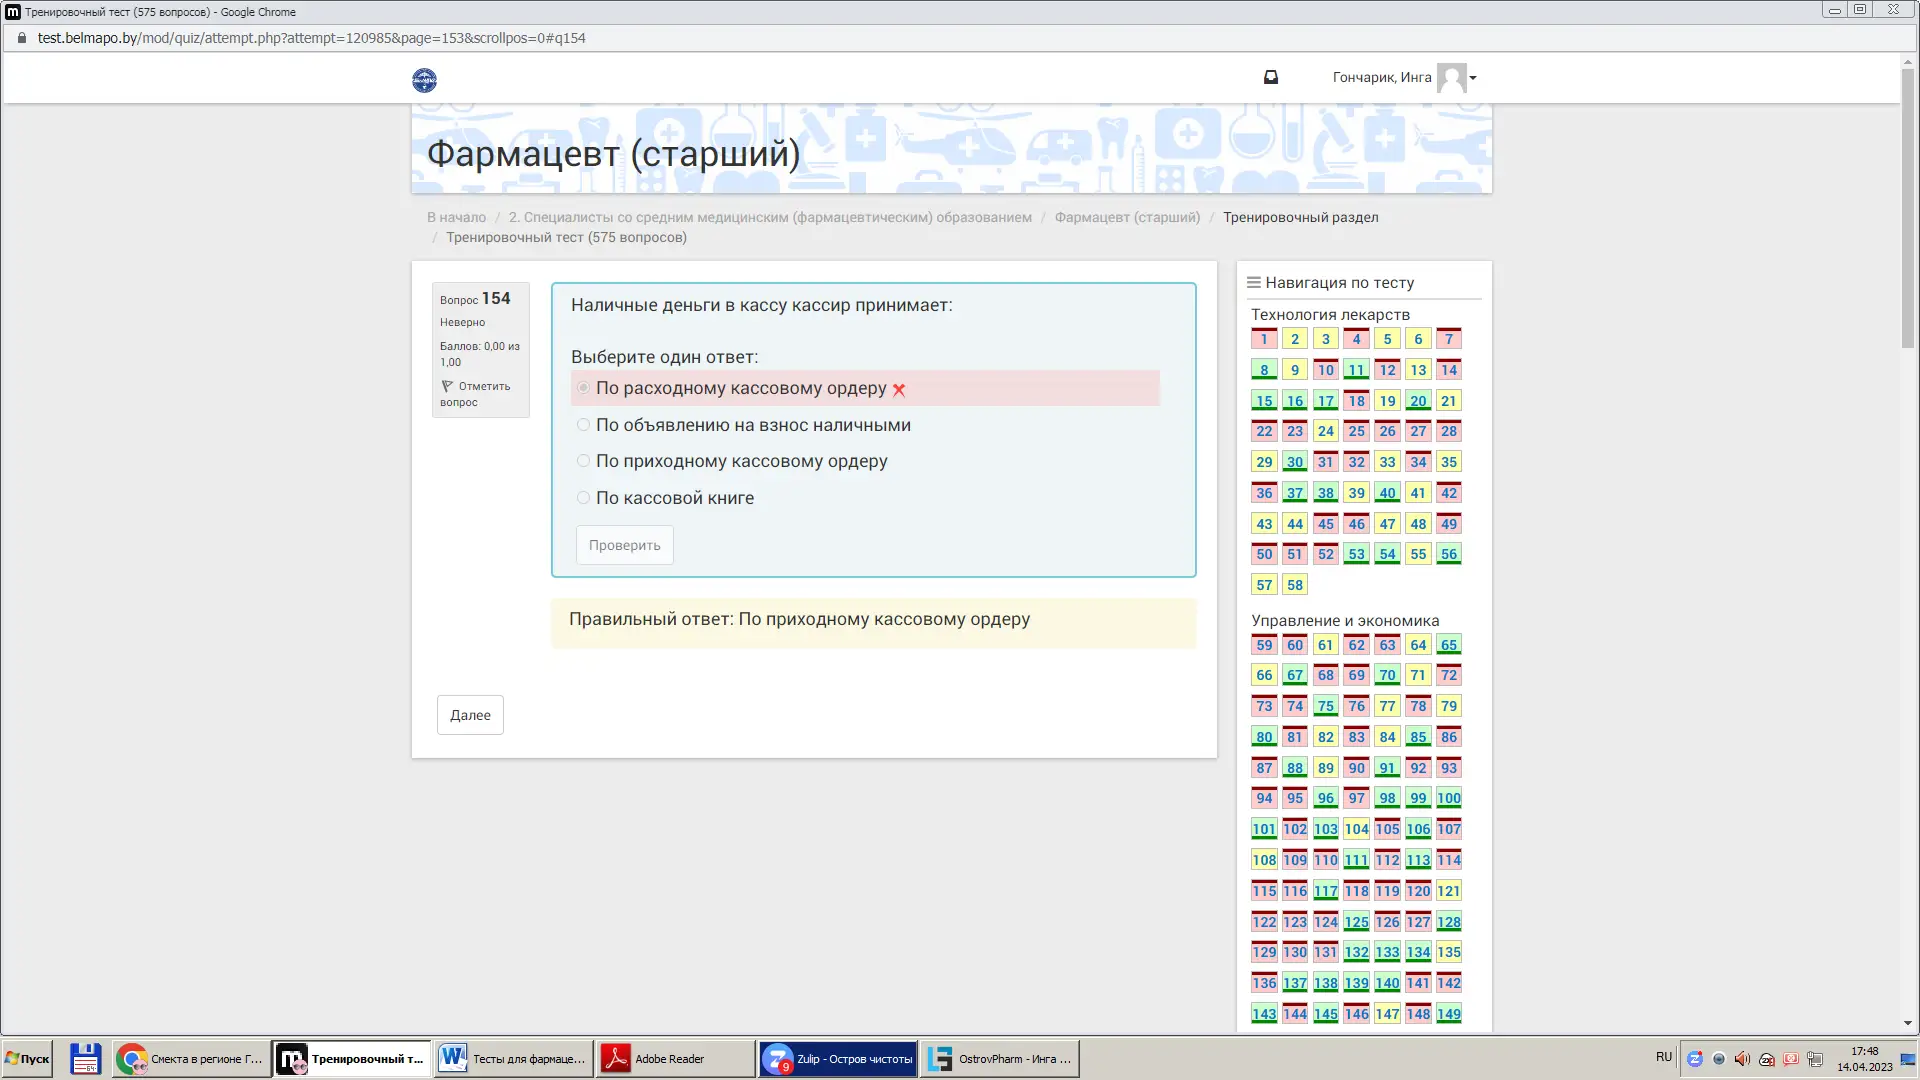 Тренировочный тест (575 вопросов) - Google Chrome
test.belmapo.by/mod/quiz/attempt.php?attempt=120985&page=153&scrollpos=0#q154
Гончарик, Инга
Фармацевт (старший)
В начало / 2. Специалисты со средним медицинским (фармацевтическим) образованием / Фармацевт (старший) / Тренировочный раздел
/ Тренировочный тест (575 вопросов)
Вопрос 154
Неверно
Баллов: 0,00 из
1,00
Отметить
вопрос
Наличные деньги в кассу кассир принимает:
Выберите один ответ:
По расходному кассовому ордеру
По объявлению на взнос наличными
По приходному кассовому ордеру
По кассовой книге
Проверить
Правильный ответ: По приходному кассовому ордеру
Далее
Навигация по тесту
Технология лекарств
1 2 3 4 5 6 7
8 9 10 11 12 13 14
15 16 17 18 19 20 21
22 23 24 25 26 27 28
29 30 31 32 33 34 35
36 37 38 39 40 41 42
43 44 45 46 47 48 49
50 51 52 53 54 55 56
57 58
Управление и экономика
59 60 61 62 63 64 65
66 67 68 69 70 71 72
73 74 75 76 77 78 79
80 81 82 83 84 85 86
87 88 89 90 91 92 93
94 95 96 97 98 99 100
101 102 103 104 105 106 107
108 109 110 111 112 113 114
115 116 117 118 119 120 121
122 123 124 125 126 127 128
129 130 131 132 133 134 135
136 137 138 139 140 141 142
143 144 145 146 147 148 149
Пуск
Смекта в регионе Г...
Тренировочный т...
Тесты для фармаце...
Adobe Reader
9
Zulip - Остров чистоты
OstrovPharm - Инга ...
RU
17:48
14.04.2023